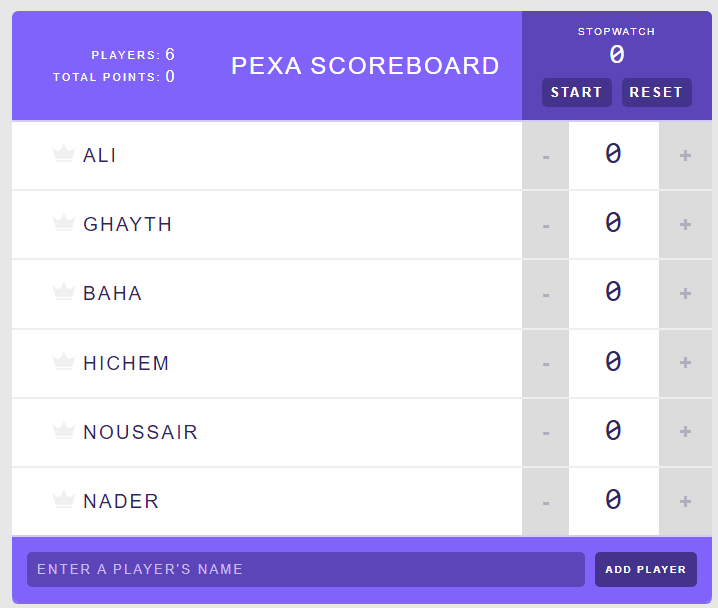 PLAYERS: 6
TOTAL POINTS: 0
PEXA SCOREBOARD
STOPWATCH
0
START RESET
ALI - 0 +
GHAYTH - 0 +
BAHA - 0 +
HICHEM - 0 +
NOUSSAIR - 0 +
NADER - 0 +
ENTER A PLAYER'S NAME ADD PLAYER